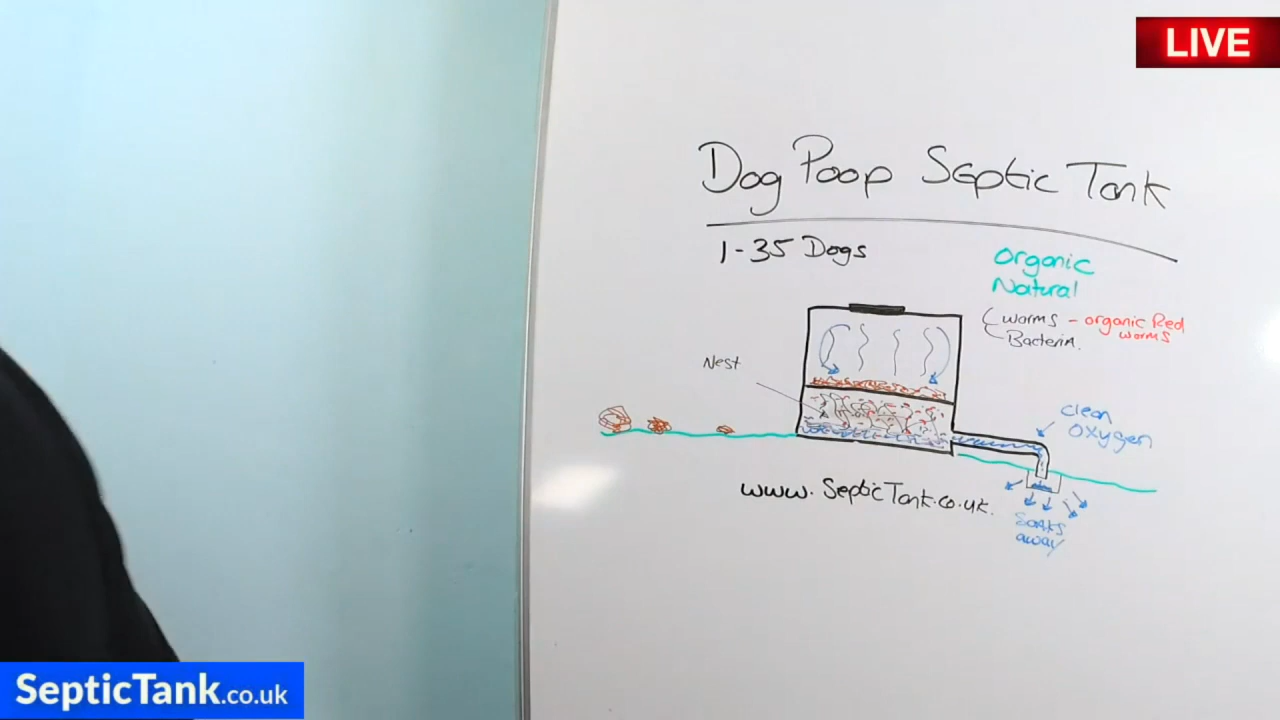 LIVE
Dog Poop Septic Tank
1-35 Dogs
Organic
Natural
worms - organic Red
worms
Bacteria.
Nest
clean
oxygen
www.SepticTank.co.uk.
Soaks
away
SepticTank.co.uk